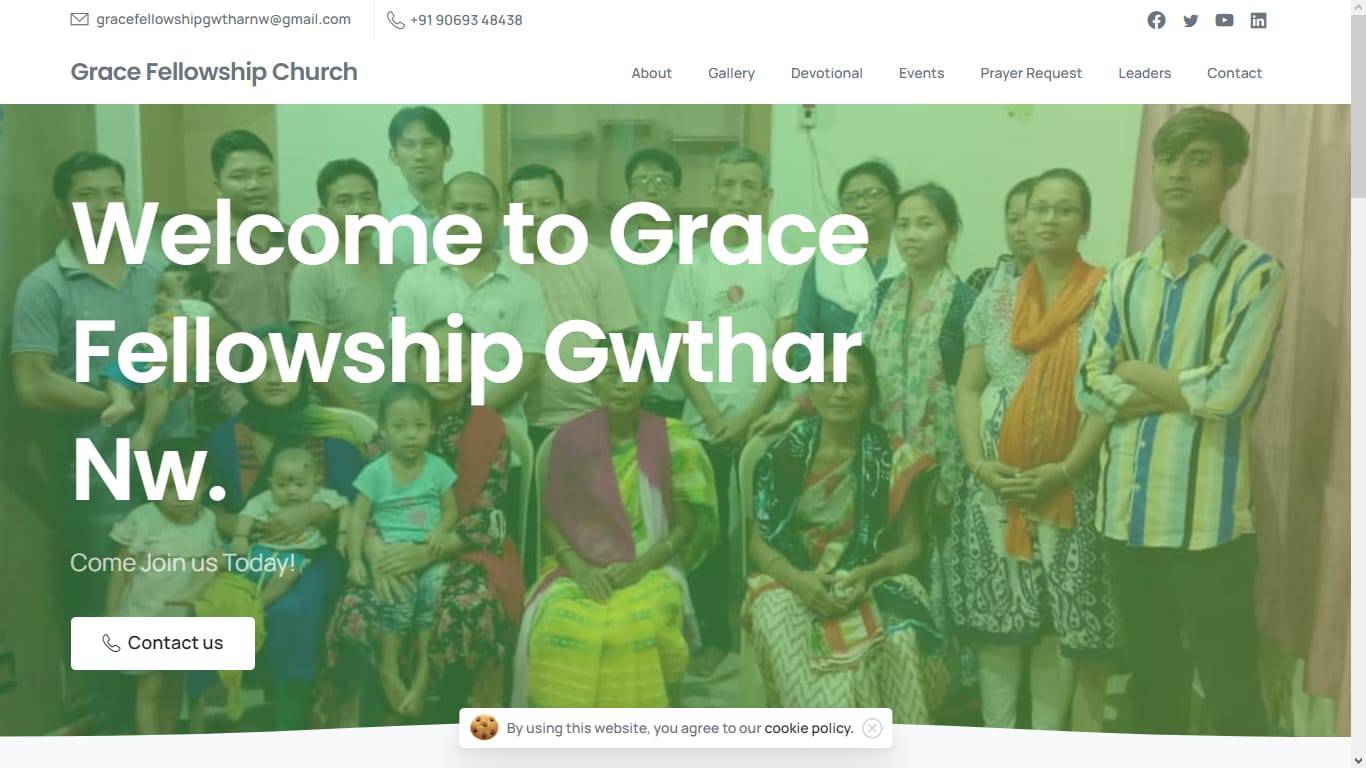 gracefellowshipgwtharnw@gmail.com
+91 90693 48438
Grace Fellowship Church
About
Gallery
Devotional
Events
Prayer Request
Leaders
Contact
Welcome to Grace
Fellowship Gwthar
Nw.
Come Join us Today!
Contact us
By using this website, you agree to our cookie policy.